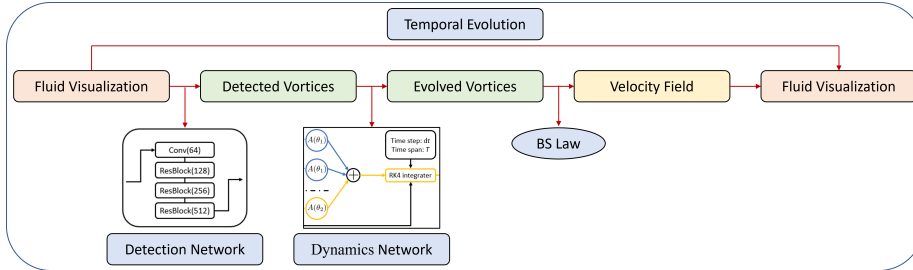 Temporal Evolution
Fluid Visualization
Detected Vortices
Evolved Vortices
Velocity Field
Fluid Visualization
Conv(64)
ResBlock(128)
ResBlock(256)
ResBlock(512)
Detection Network
A(θ₁)
A(θ₁)
A(θ₂)
Time step: dt
Time span: T
RK4 integrater
Dynamics Network
BS Law